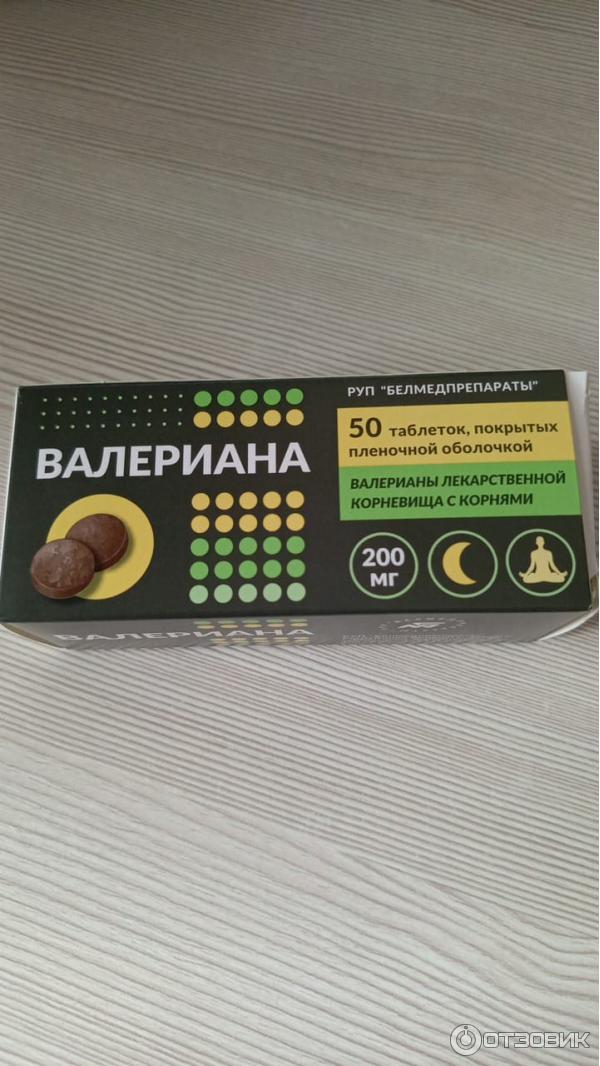 РУП "БЕЛМЕДПРЕПАРАТЫ"
ВАЛЕРИАНА
50 таблеток, покрытых
пленочной оболочкой
ВАЛЕРИАНЫ ЛЕКАРСТВЕННОЙ
КОРНЕВИЩА С КОРНЯМИ
200
МГ
ВАЛЕРИАНА
ОТЗОВИК